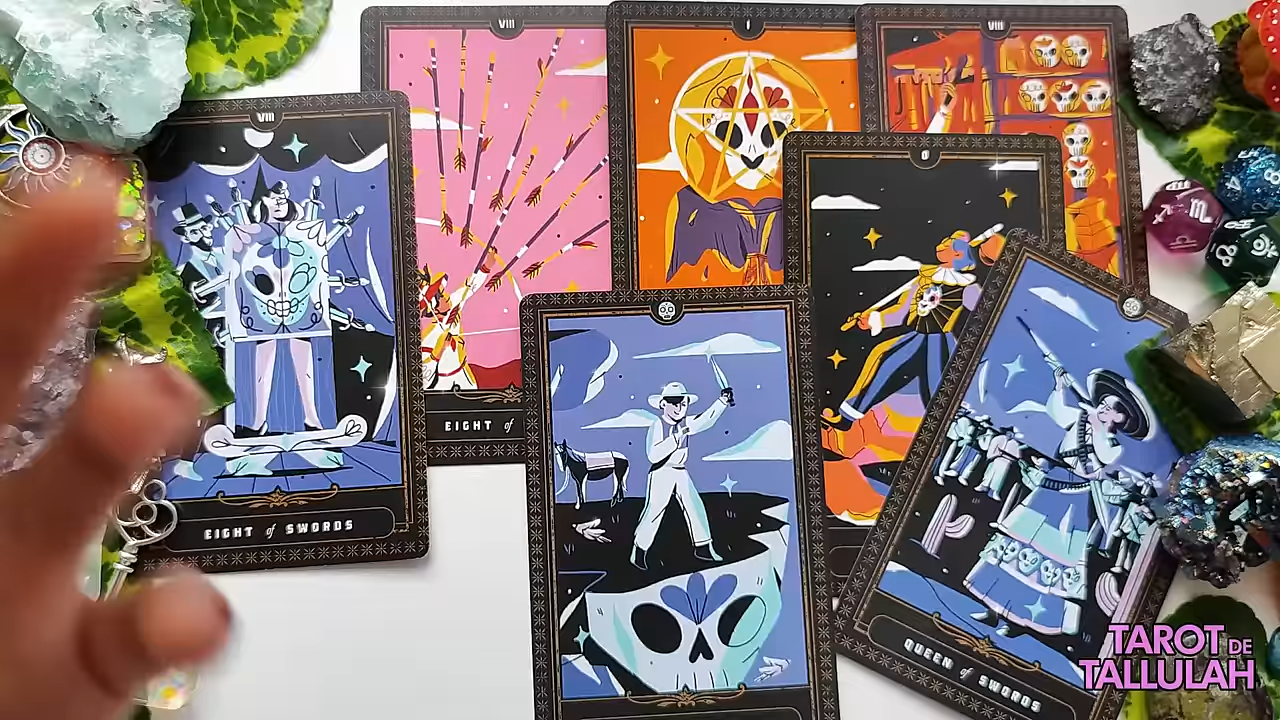 VIII
I
VIII
VIII
0
EIGHT of
EIGHT of SWORDS
QUEEN of SWORDS
TAROT DE
TALLULAH